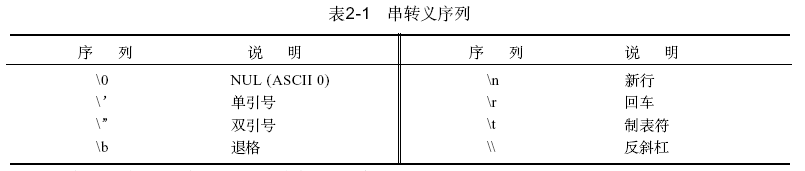 表2-1 串转义序列
序 列 说 明 序 列 说 明
\0 NUL (ASCII 0) \n 新行
\’ 单引号 \r 回车
\” 双引号 \t 制表符
\b 退格 \\ 反斜杠